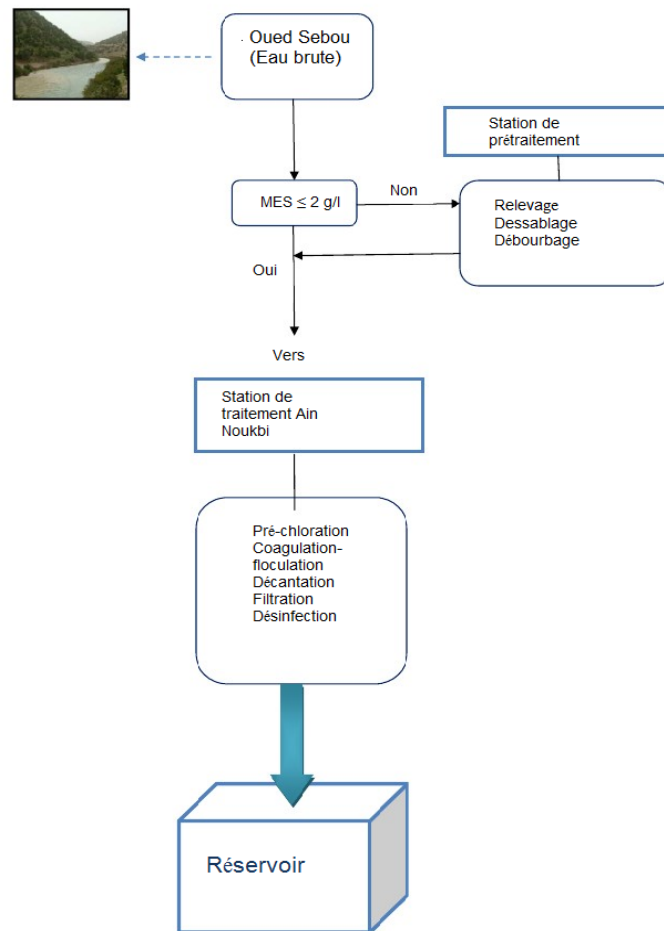 . Oued Sebou
(Eau brute)
Station de
prétraitement
MES ≤ 2 g/l
Non
Relevage
Dessablage
Débourbage
Oui
Vers
Station de
traitement Ain
Noukbi
Pré-chloration
Coagulation-
floculation
Décantation
Filtration
Désinfection
Réservoir